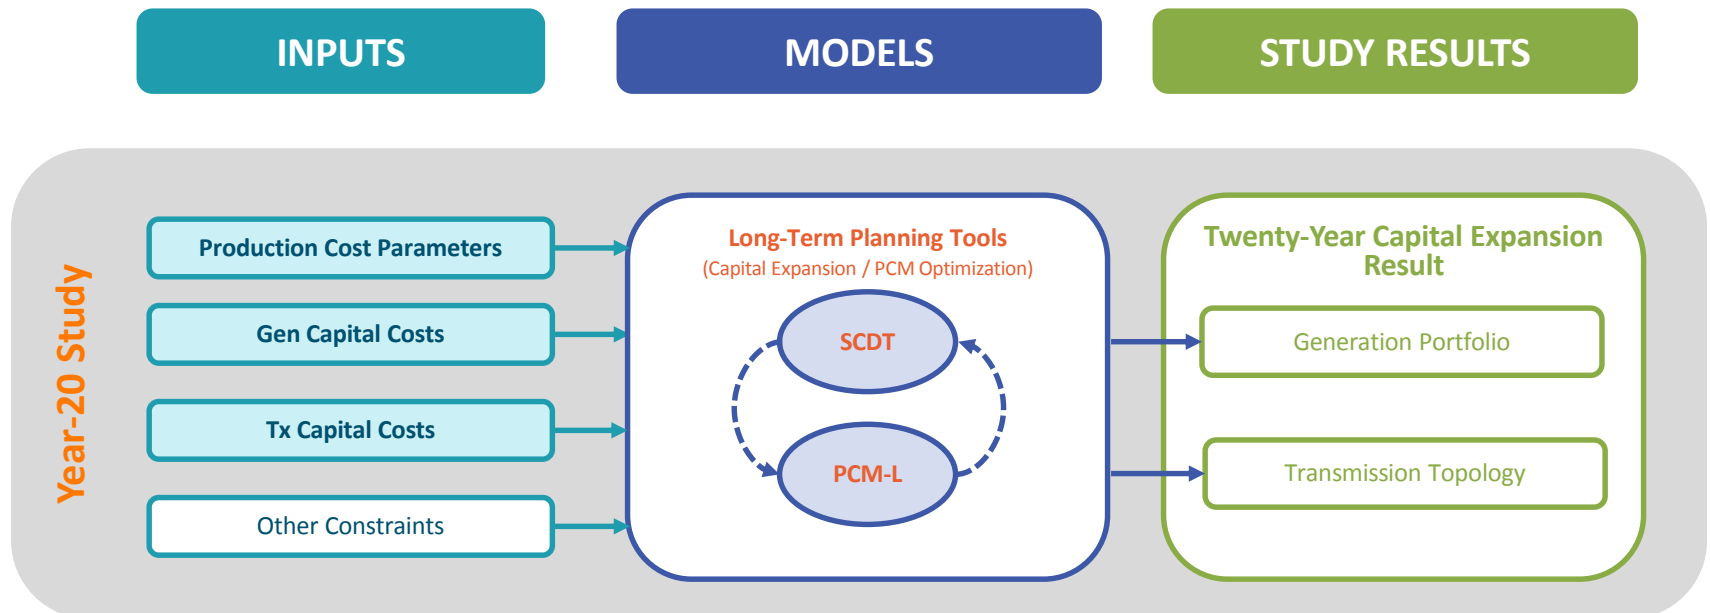 INPUTS
MODELS
STUDY RESULTS
Year-20 Study
Production Cost Parameters
Gen Capital Costs
Tx Capital Costs
Other Constraints
Long-Term Planning Tools
(Capital Expansion / PCM Optimization)
SCDT
PCM-L
Twenty-Year Capital Expansion
Result
Generation Portfolio
Transmission Topology